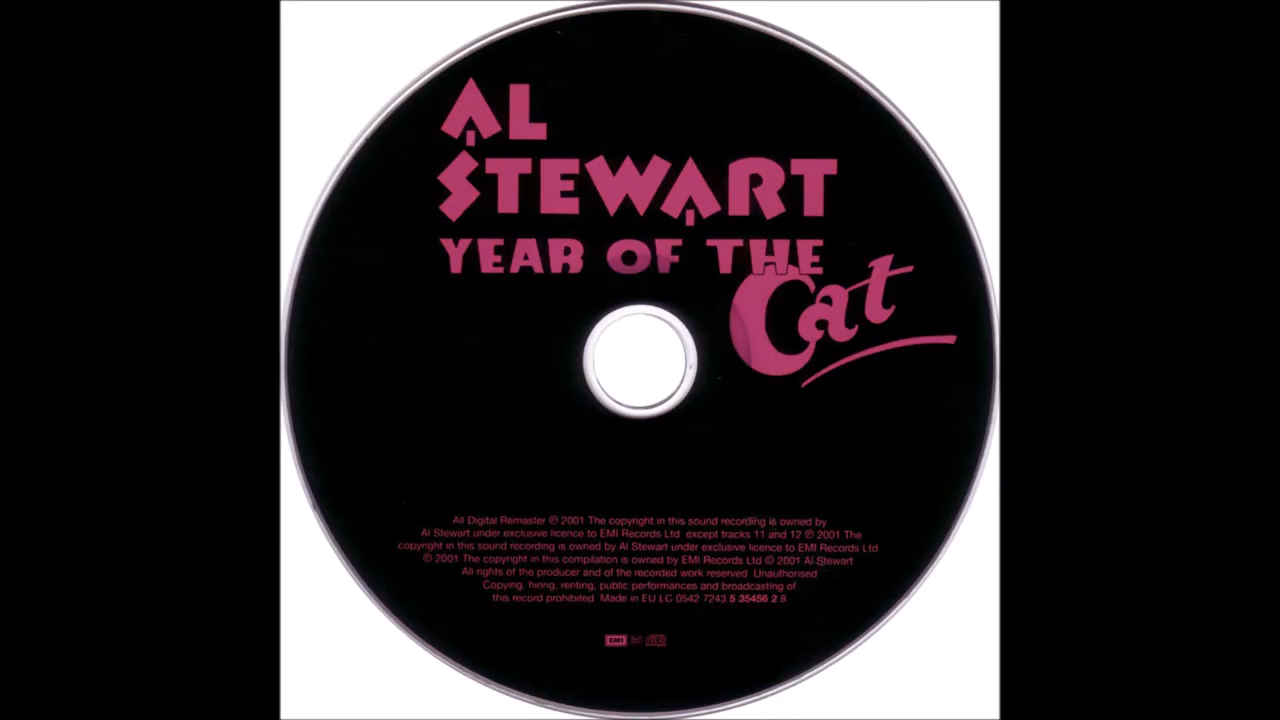 AL
STEWART
YEAR OF THE
Cat
All Digital Remaster ℗ 2001 The copyright in this sound recording is owned by
Al Stewart under exclusive licence to EMI Records Ltd except tracks 11 and 12 ℗ 2001 The
copyright in this sound recording is owned by Al Stewart under exclusive licence to EMI Records Ltd
℗ 2001 The copyright in this compilation is owned by EMI Records Ltd © 2001 Al Stewart
All rights of the producer and of the recorded work reserved Unauthorised
Copying, hiring, renting, public performances and broadcasting of
this record prohibited Made in EU LC 0542 7243 5 35456 2 8
EMI